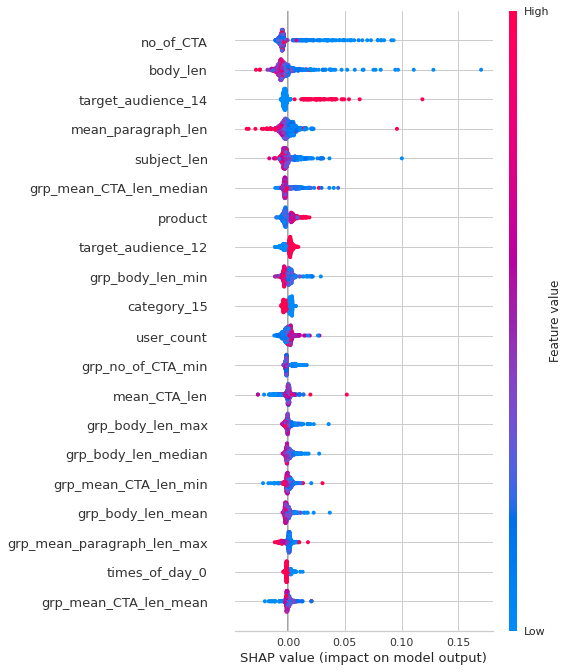 High
no_of_CTA
body_len
target_audience_14
mean_paragraph_len
subject_len
grp_mean_CTA_len_median
product
target_audience_12
grp_body_len_min
category_15
user_count
grp_no_of_CTA_min
mean_CTA_len
grp_body_len_max
grp_body_len_median
grp_mean_CTA_len_min
grp_body_len_mean
grp_mean_paragraph_len_max
times_of_day_0
grp_mean_CTA_len_mean
Feature value
Low
0.00 0.05 0.10 0.15
SHAP value (impact on model output)